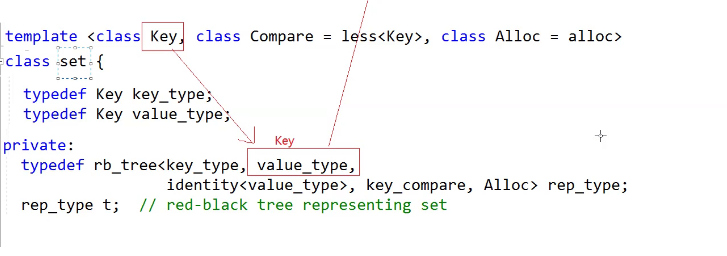 template <class Key, class Compare = less<Key>, class Alloc = alloc>
class set {
typedef Key key_type;
typedef Key value_type;
private:
Key
typedef rb_tree<key_type, value_type,
identity<value_type>, key_compare, Alloc> rep_type;
rep_type t;  // red-black tree representing set